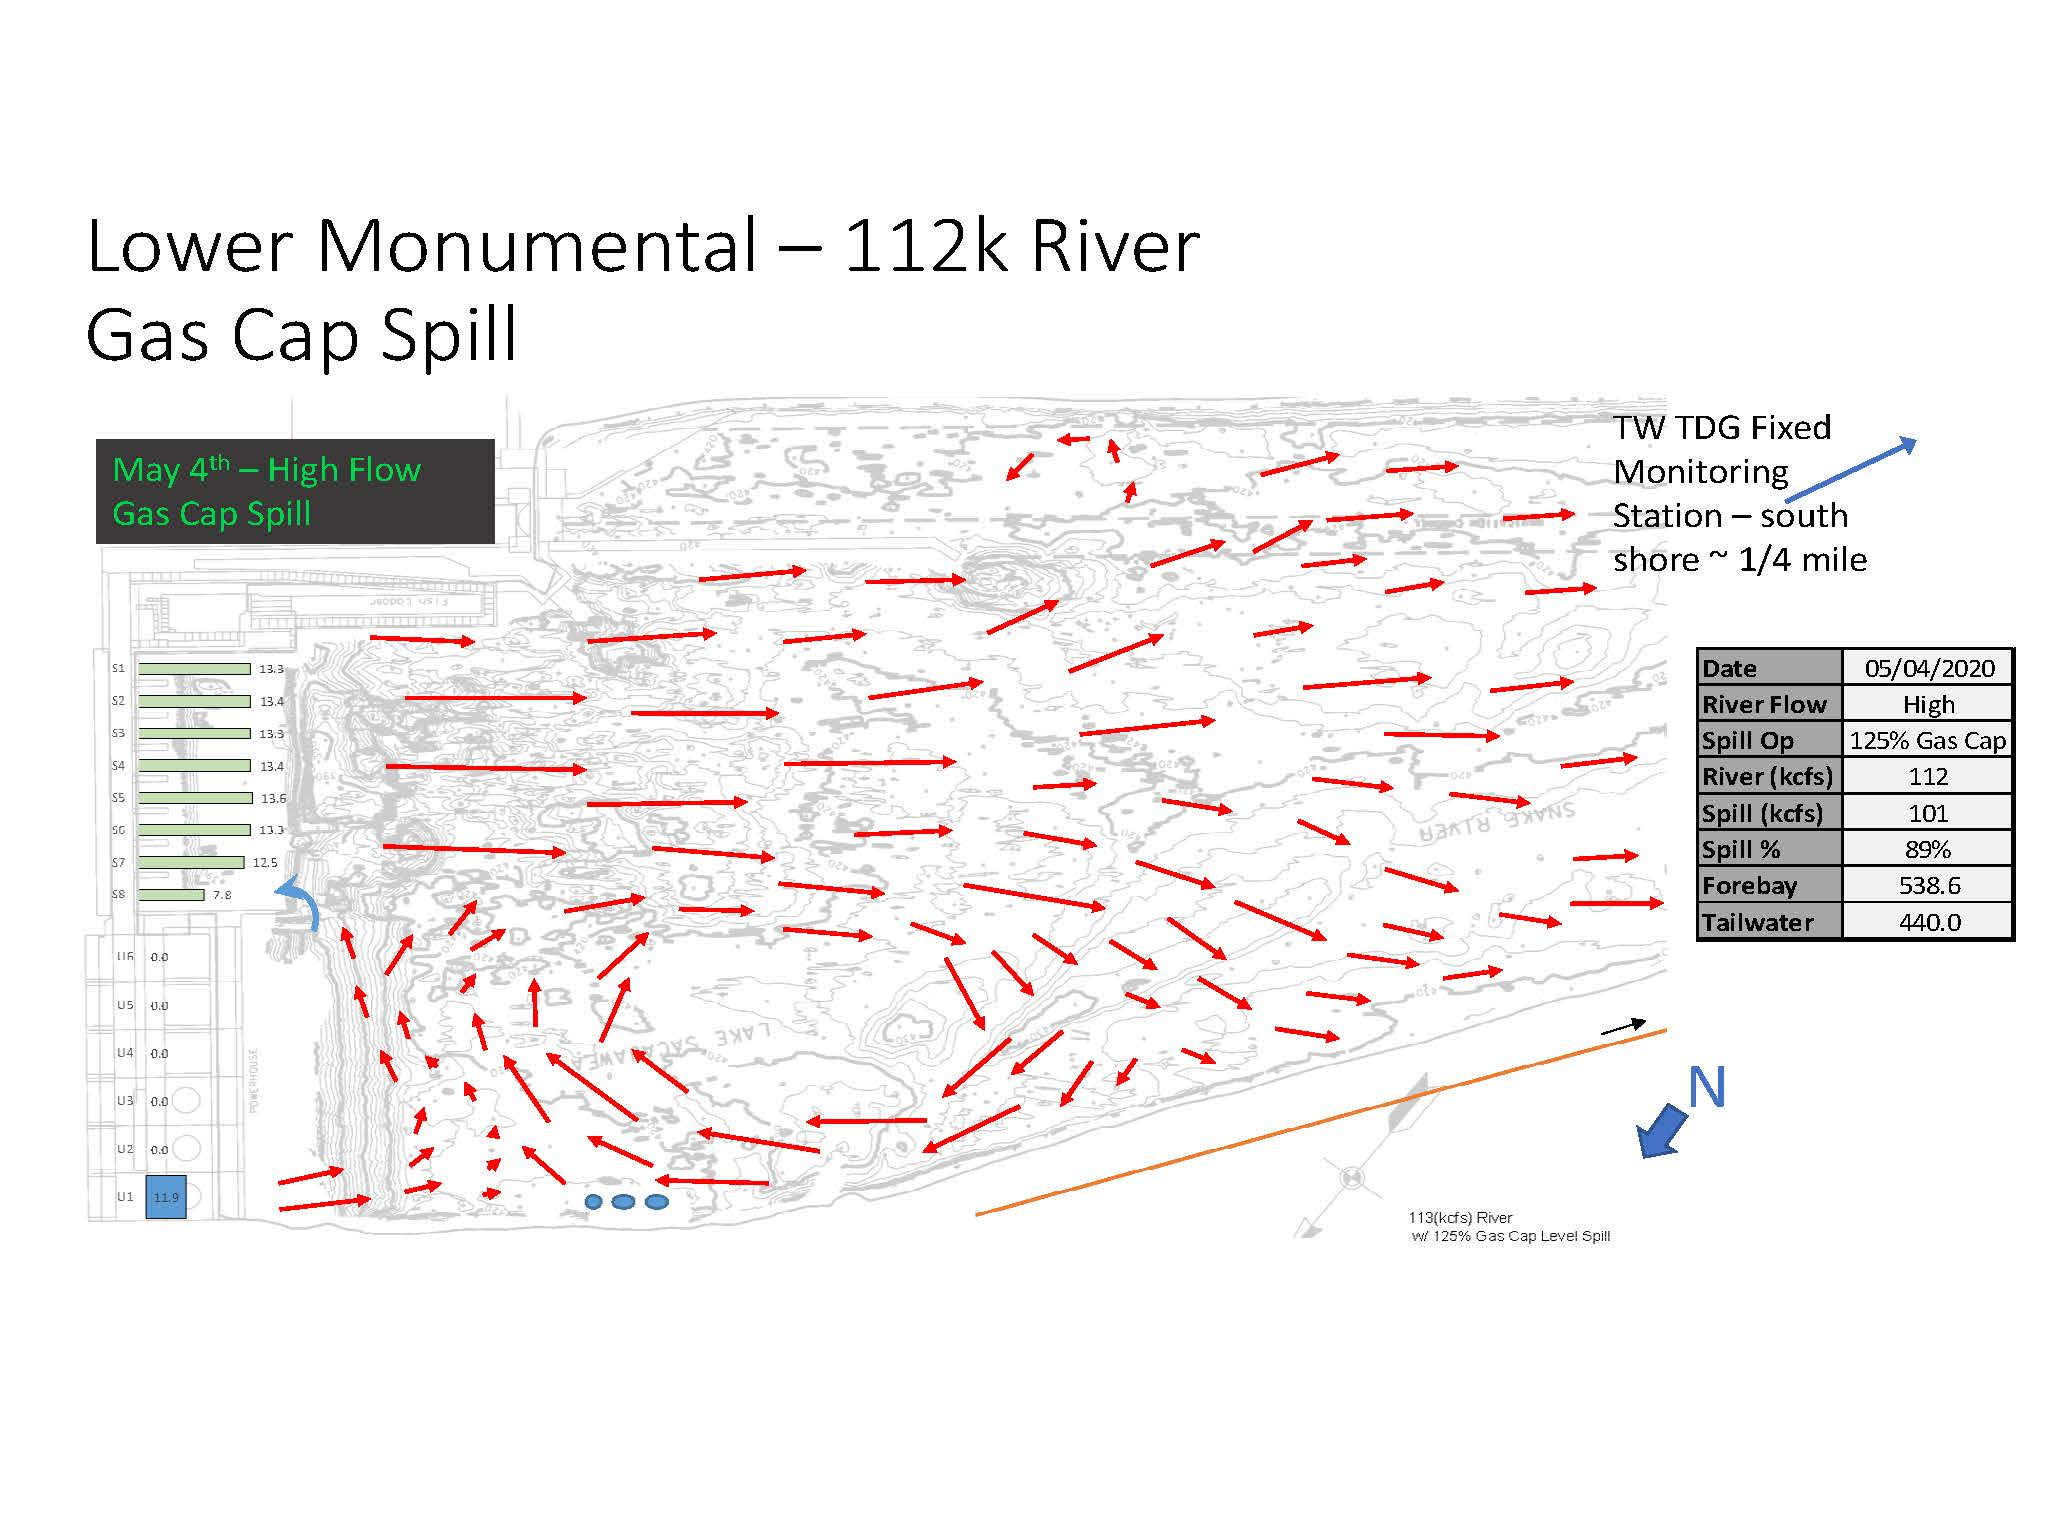 Lower Monumental – 112k River
Gas Cap Spill
May 4th – High Flow
Gas Cap Spill
TW TDG Fixed
Monitoring
Station – south
shore ~ 1/4 mile
Fish Ladder
S1 13.3
S2 13.4
S3 13.3
S4 13.4
S5 13.6
S6 13.3
S7 12.5
S8 7.8
U6 0.0
U5 0.0
U4 0.0
U3 0.0
U2 0.0
U1 11.9
POWERHOUSE
LAKE SACAJAWEA
SNAKE RIVER
Date 05/04/2020
River Flow High
Spill Op 125% Gas Cap
River (kcfs) 112
Spill (kcfs) 101
Spill % 89%
Forebay 538.6
Tailwater 440.0
N
113(kcfs) River
w/ 125% Gas Cap Level Spill